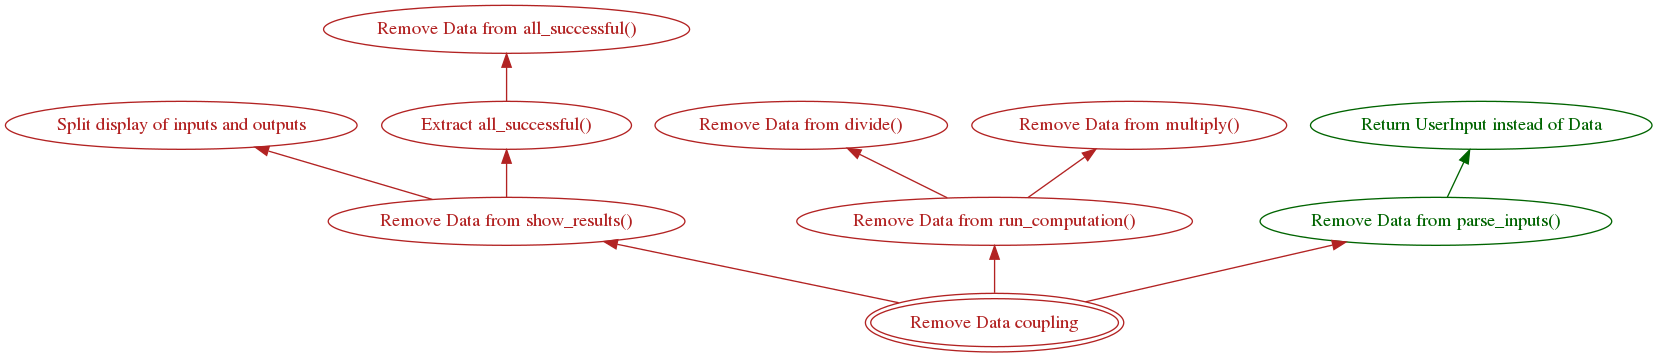 Remove Data from all_successful()
Split display of inputs and outputs
Extract all_successful()
Remove Data from divide()
Remove Data from multiply()
Return UserInput instead of Data
Remove Data from show_results()
Remove Data from run_computation()
Remove Data from parse_inputs()
Remove Data coupling